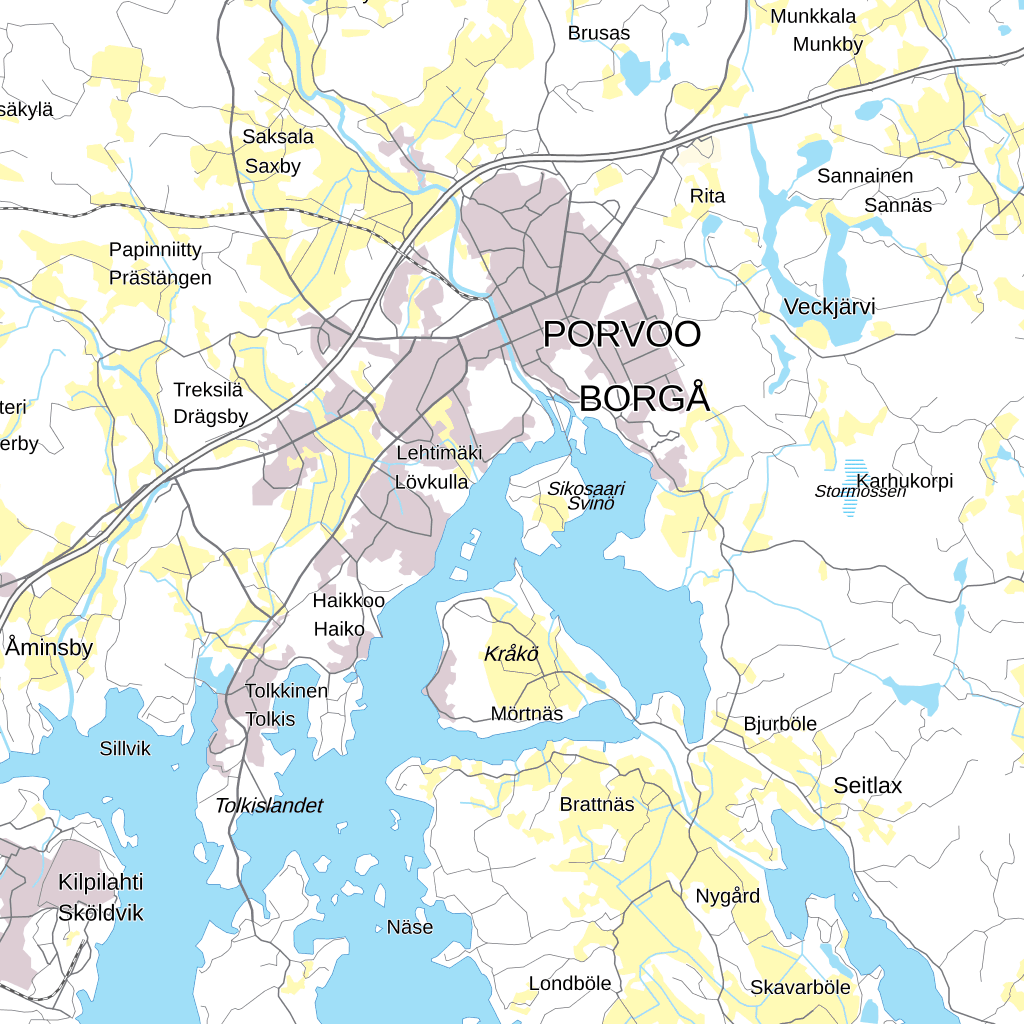 Munkkala
Munkby
Brusas
säkylä
Saksala
Saxby
Sannainen
Sannäs
Rita
Papinniitty
Prästängen
Veckjärvi
PORVOO
BORGÅ
Treksilä
Drägsby
teri
erby
Lehtimäki
Lövkulla
Sikosaari
Svinö
Karhukorpi
Stormossen
Haikkoo
Haiko
Åminsby
Kråkö
Tolkkinen
Tolkis
Mörtnäs
Bjurböle
Sillvik
Seitlax
Tolkislandet
Brattnäs
Kilpilahti
Sköldvik
Nygård
Näse
Londböle
Skavarböle